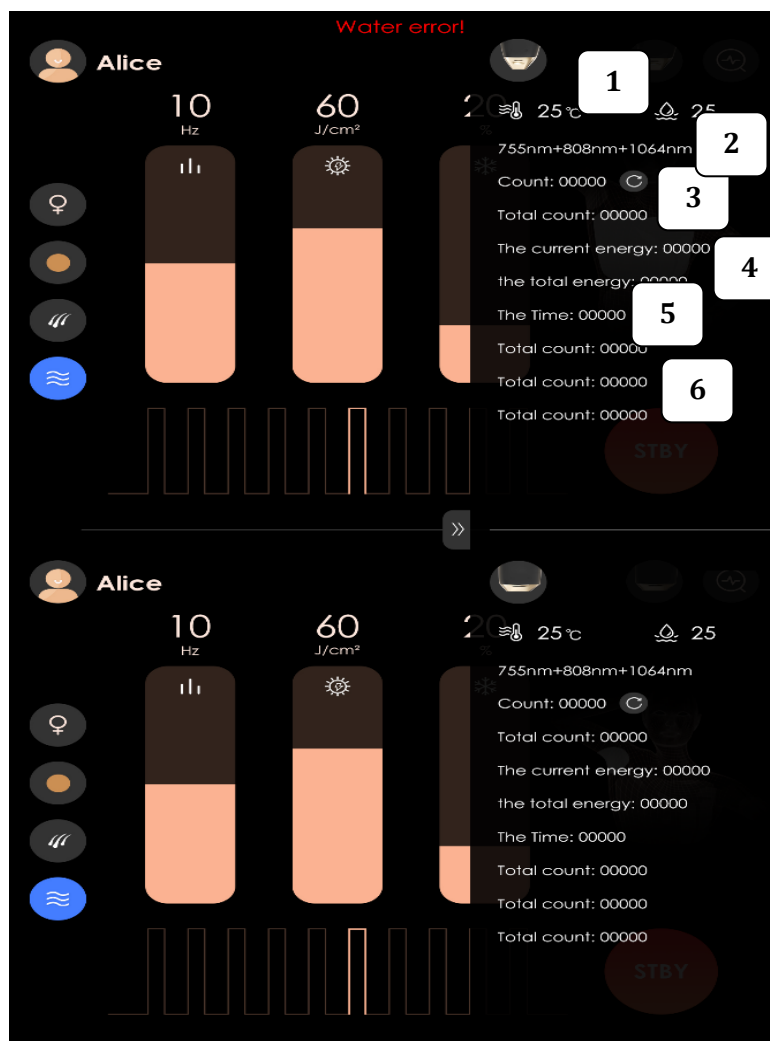 Water error!
Alice
10
Hz
60
J/cm²
20
%
1
25℃
25
2
755nm+808nm+1064nm
Count: 00000
3
Total count: 00000
The current energy: 00000
4
the total energy: 00000
The Time: 00000
5
Total count: 00000
Total count: 00000
6
Total count: 00000
STBY
Alice
10
Hz
60
J/cm²
20
%
25℃
25
755nm+808nm+1064nm
Count: 00000
Total count: 00000
The current energy: 00000
the total energy: 00000
The Time: 00000
Total count: 00000
Total count: 00000
Total count: 00000
STBY